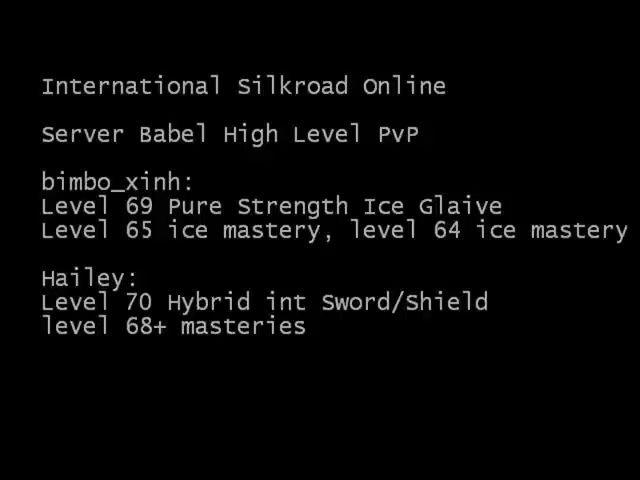 International Silkroad Online
Server Babel High Level PvP
bimbo_xinh:
Level 69 Pure Strength Ice Glaive
Level 65 ice mastery, level 64 ice mastery
Hailey:
Level 70 Hybrid int Sword/Shield
level 68+ masteries